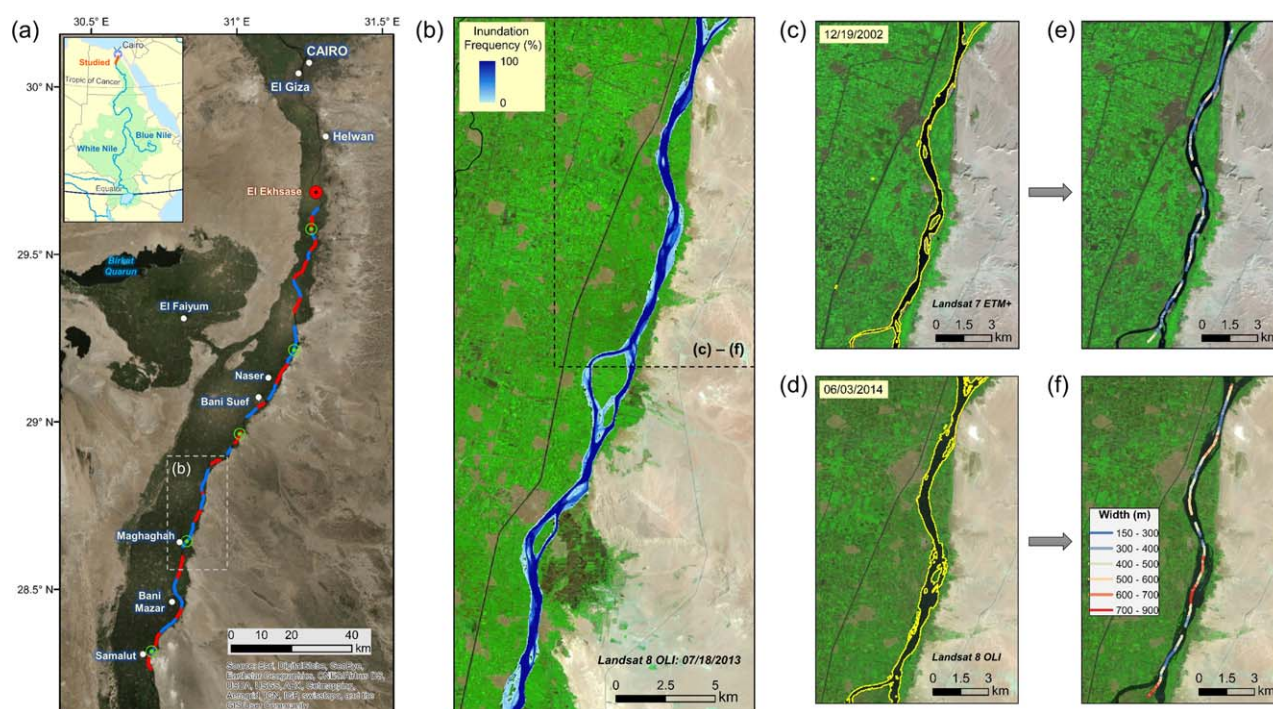 (a)
30.5
31
31.5° E
30° N
29.5°
29°
28.5°
Cairo
Studied
Tropic of Cancer
Blue Nile
White Nile
Equator
CAIRO
El Giza
Helwan
El Ekhsase
Birkat
Quarun
El Faiyum
Naser
Bani Suef
(b)
Maghaghah
Bani
Mazar
Samalut
0 10 20 40
km
(b)
Inundation
Frequency (%)
100
0
(c) – (f)
Landsat 8 OLI: 07/18/2013
0 2.5 5
km
(c)
12/19/2002
Landsat 7 ETM+
0 1.5 3
km
(d)
06/03/2014
Landsat 8 OLI
0 1.5 3
km
(e)
0 1.5 3
km
(f)
Width (m)
150 - 300
300 - 400
400 - 500
500 - 600
600 - 700
700 - 900
0 1.5 3
km